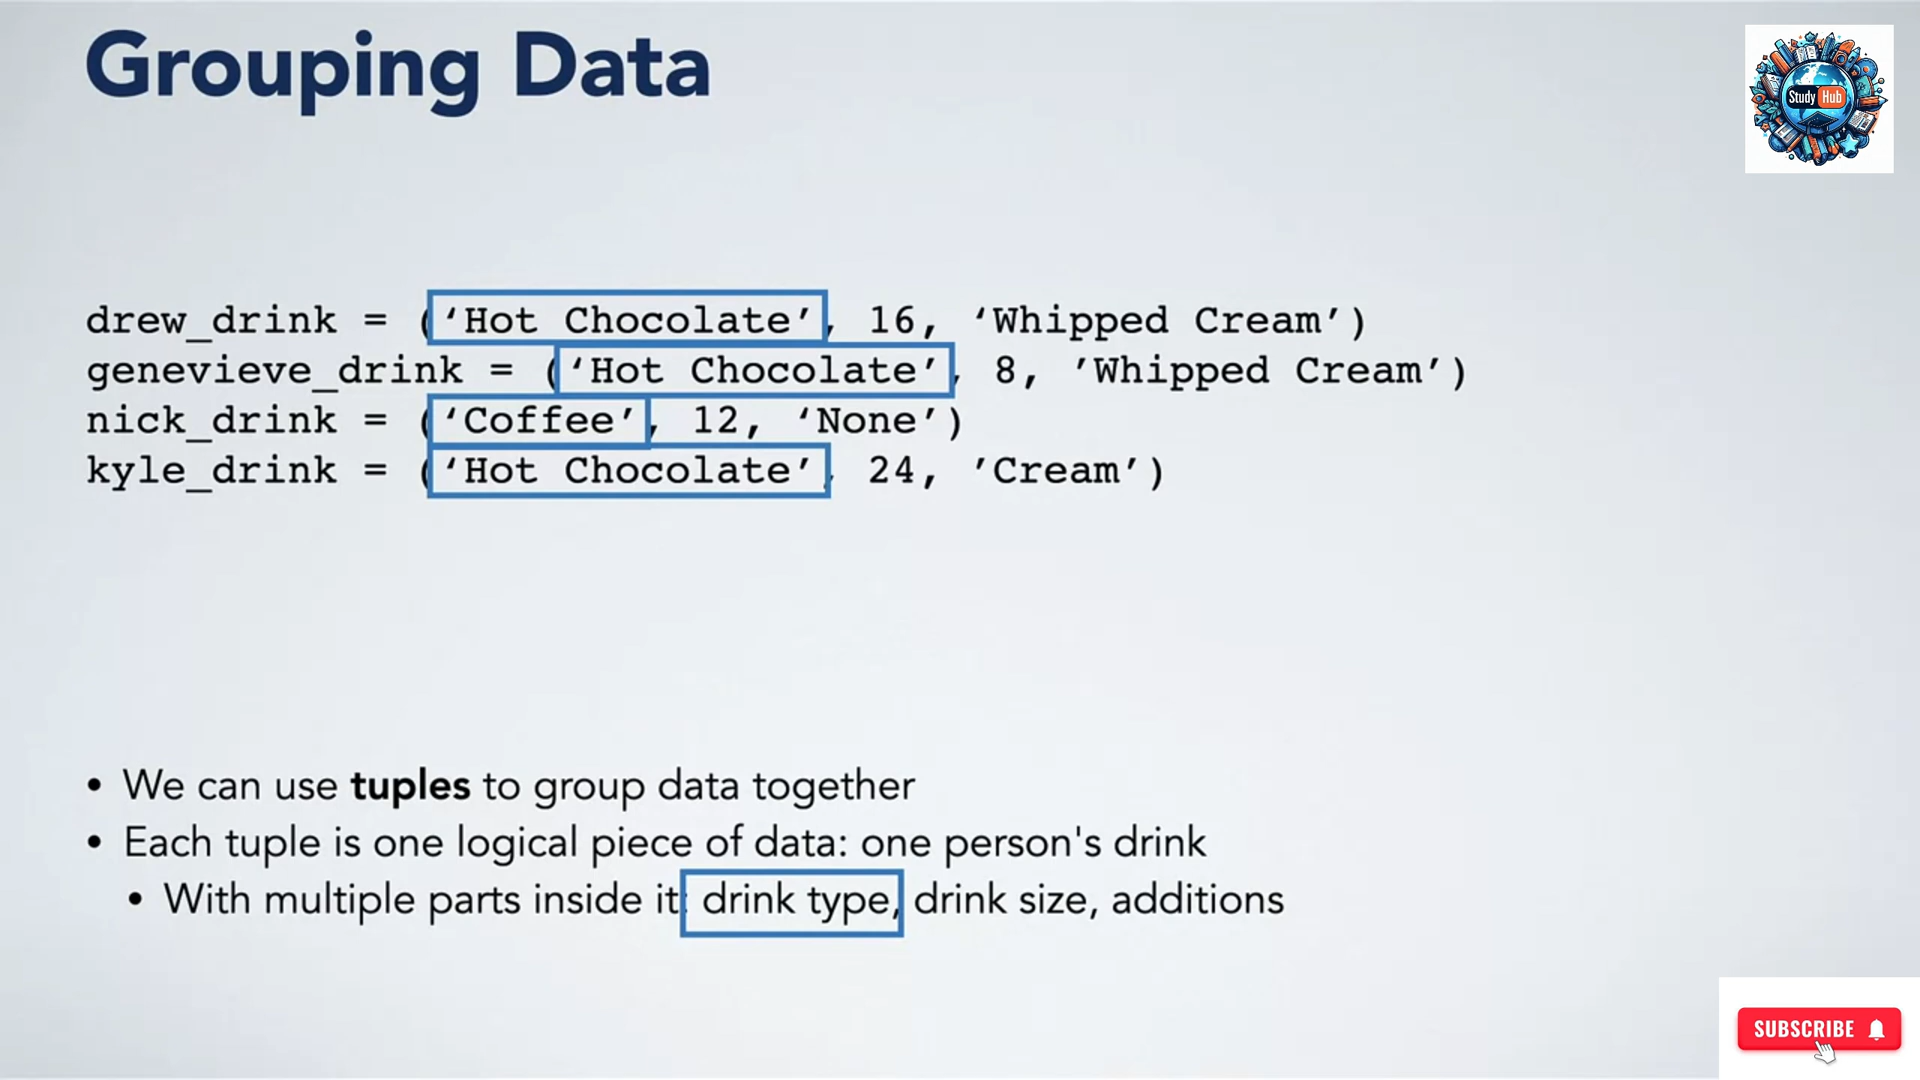 Grouping Data
Study Hub
drew_drink = (‘Hot Chocolate’, 16, ‘Whipped Cream’)
genevieve_drink = (‘Hot Chocolate’, 8, ’Whipped Cream’)
nick_drink = (‘Coffee’, 12, ‘None’)
kyle_drink = (‘Hot Chocolate’, 24, ’Cream’)
• We can use tuples to group data together
• Each tuple is one logical piece of data: one person's drink
• With multiple parts inside it: drink type, drink size, additions
SUBSCRIBE